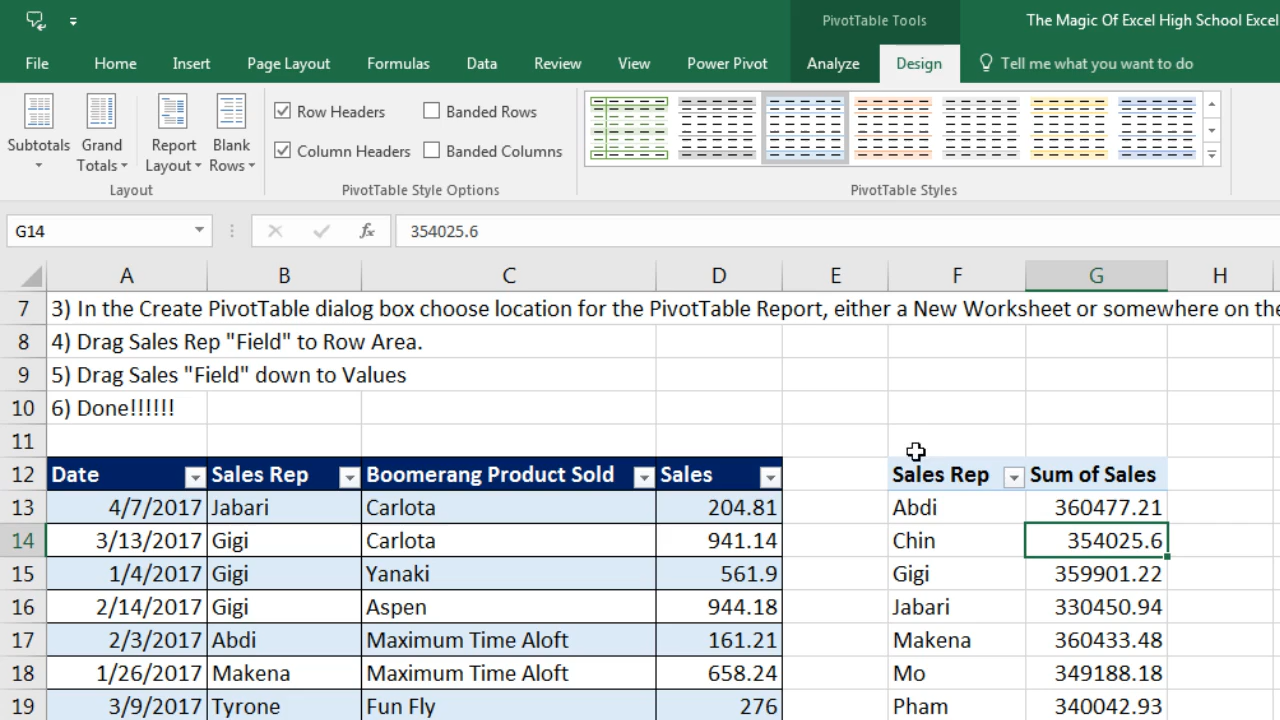 PivotTable Tools
The Magic Of Excel High School Excel
File Home Insert Page Layout Formulas Data Review View Power Pivot Analyze Design Tell me what you want to do
Subtotals
Grand Totals
Report Layout
Blank Rows
Layout
Row Headers
Banded Rows
Column Headers
Banded Columns
PivotTable Style Options
PivotTable Styles
G14 fx 354025.6
A B C D E F G H
7 3) In the Create PivotTable dialog box choose location for the PivotTable Report, either a New Worksheet or somewhere on the
8 4) Drag Sales Rep "Field" to Row Area.
9 5) Drag Sales "Field" down to Values
10 6) Done!!!!!!
11
12 Date Sales Rep Boomerang Product Sold Sales Sales Rep Sum of Sales
13 4/7/2017 Jabari Carlota 204.81 Abdi 360477.21
14 3/13/2017 Gigi Carlota 941.14 Chin 354025.6
15 1/4/2017 Gigi Yanaki 561.9 Gigi 359901.22
16 2/14/2017 Gigi Aspen 944.18 Jabari 330450.94
17 2/3/2017 Abdi Maximum Time Aloft 161.21 Makena 360433.48
18 1/26/2017 Makena Maximum Time Aloft 658.24 Mo 349188.18
19 3/9/2017 Tyrone Fun Fly 276 Pham 340042.93